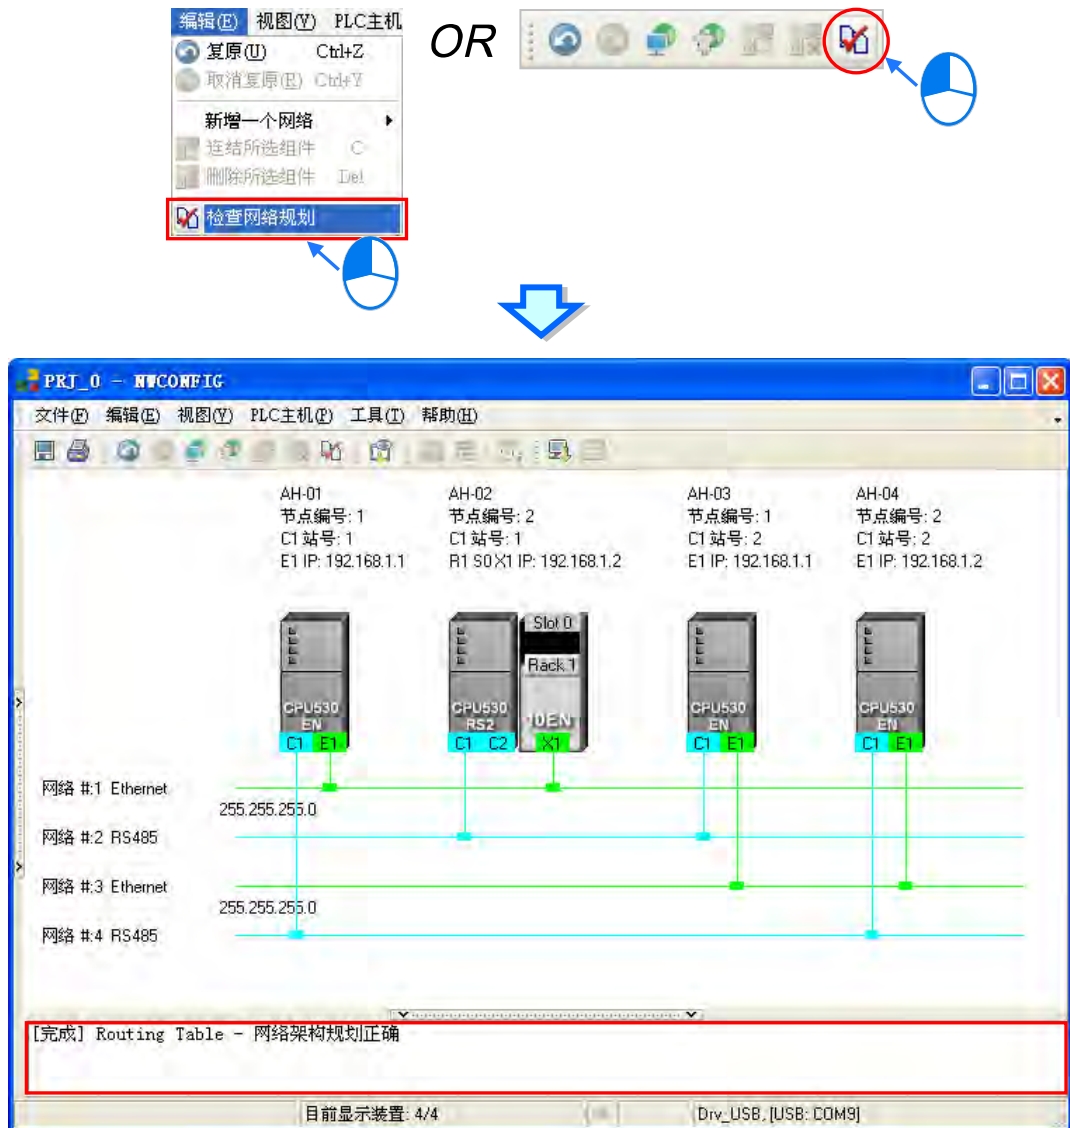 编辑(E) 视图(V) PLC主机
复原(U) Ctrl+Z
取消复原(R) Ctrl+Y
新增一个网络
连结所选组件 C
删除所选组件 Del
检查网络规划
OR
PRJ_0 - NWCONFIG
文件(F) 编辑(E) 视图(V) PLC主机(P) 工具(T) 帮助(H)
AH-01
节点编号: 1
C1 站号: 1
E1 IP: 192.168.1.1
AH-02
节点编号: 2
C1 站号: 1
R1 S0 X1 IP: 192.168.1.2
AH-03
节点编号: 1
C1 站号: 2
E1 IP: 192.168.1.1
AH-04
节点编号: 2
C1 站号: 2
E1 IP: 192.168.1.2
CPU530
EN
C1 E1
CPU530
RS2
C1 C2
Slot 0
Rack 1
10EN
X1
CPU530
EN
C1 E1
CPU530
EN
C1 E1
网络 #:1 Ethernet
255.255.255.0
网络 #:2 RS485
网络 #:3 Ethernet
255.255.255.0
网络 #:4 RS485
[完成] Routing Table - 网络架构规划正确
目前显示装置: 4/4
Drv_USB, [USB: COM9]